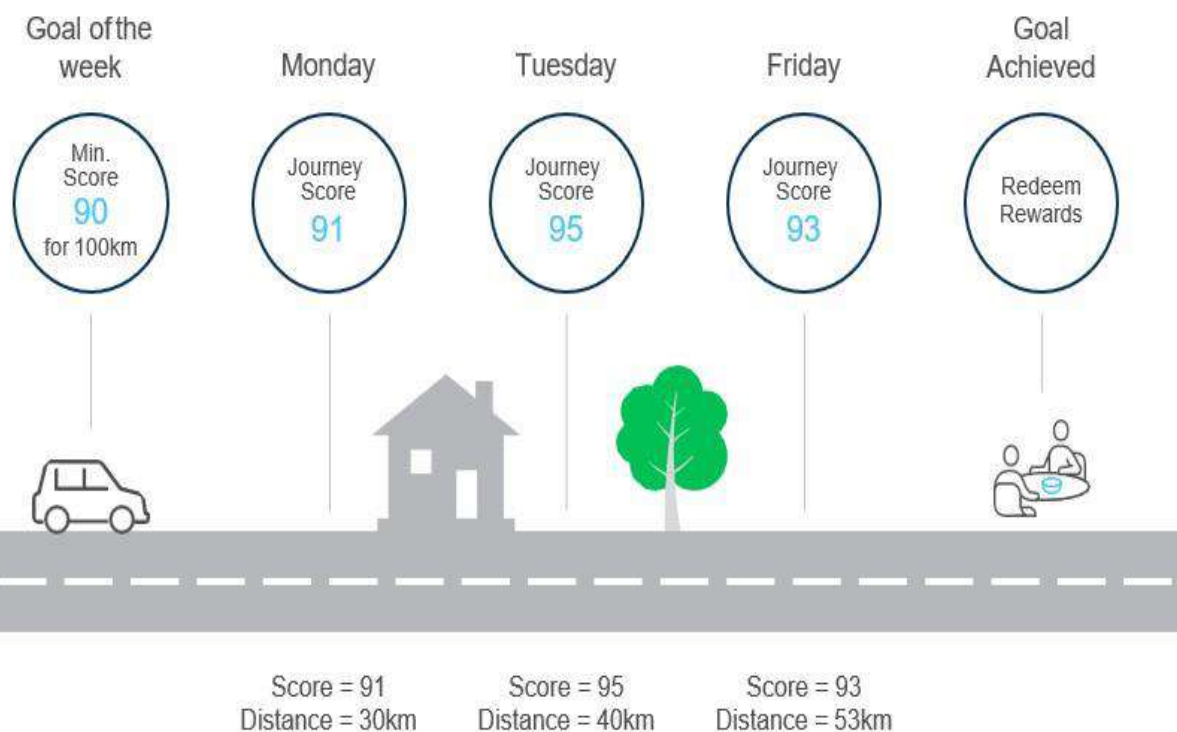 Goal of the
week
Monday
Tuesday
Friday
Goal
Achieved
Min.
Score
90
for 100km
Journey
Score
91
Journey
Score
95
Journey
Score
93
Redeem
Rewards
Score = 91
Distance = 30km
Score = 95
Distance = 40km
Score = 93
Distance = 53km